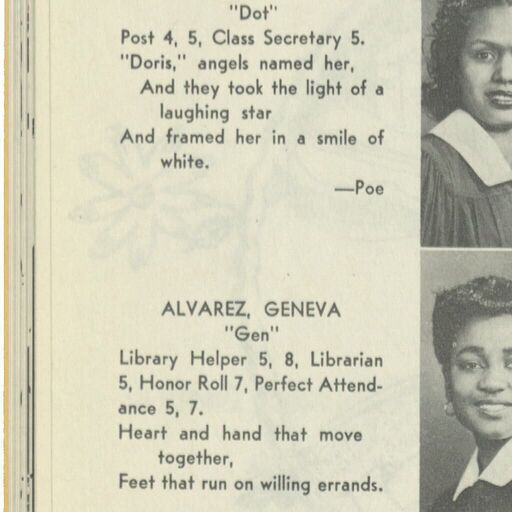 "Dot"
Post 4, 5, Class Secretary 5.
"Doris," angels named her,
And they took the light of a
laughing star
And framed her in a smile of
white.
—Poe
ALVAREZ, GENEVA
"Gen"
Library Helper 5, 8, Librarian
5, Honor Roll 7, Perfect Attend-
ance 5, 7.
Heart and hand that move
together,
Feet that run on willing errands.